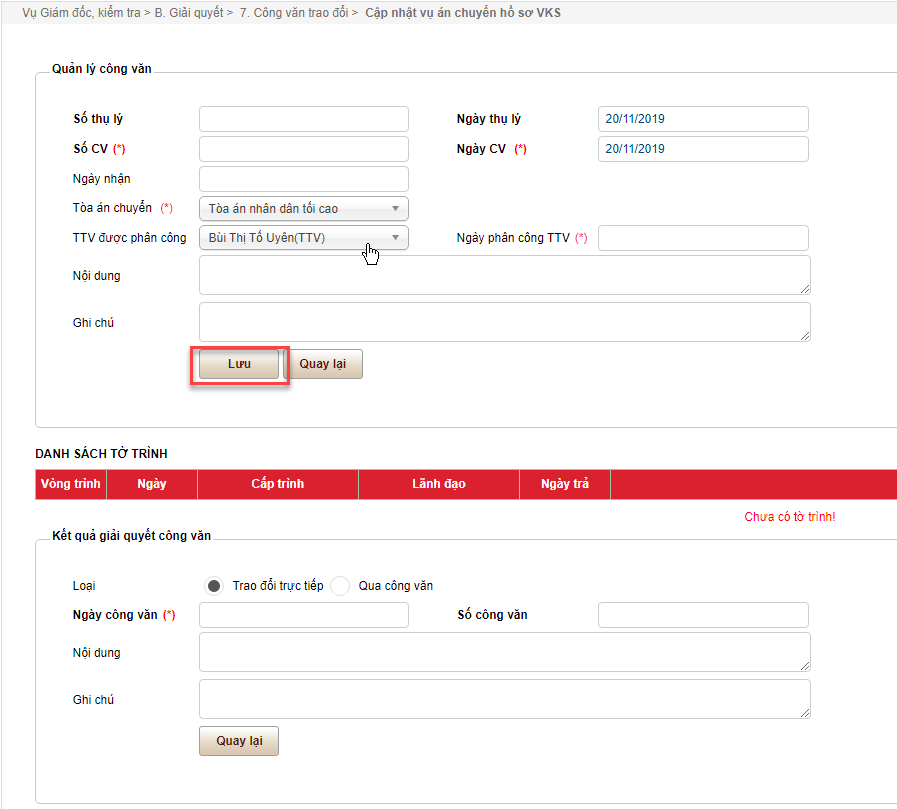 Vụ Giám đốc, kiểm tra > B. Giải quyết > 7. Công văn trao đổi > Cập nhật vụ án chuyển hồ sơ VKS
Quản lý công văn
Số thụ lý Ngày thụ lý 20/11/2019
Số CV (*) Ngày CV (*) 20/11/2019
Ngày nhận
Tòa án chuyển (*) Tòa án nhân dân tối cao
TTV được phân công Bùi Thị Tố Uyên(TTV) Ngày phân công TTV (*)
Nội dung
Ghi chú
Lưu Quay lại
DANH SÁCH TỜ TRÌNH
Vòng trình Ngày Cấp trình Lãnh đạo Ngày trả
Chưa có tờ trình!
Kết quả giải quyết công văn
Loại Trao đổi trực tiếp Qua công văn
Ngày công văn (*) Số công văn
Nội dung
Ghi chú
Quay lại